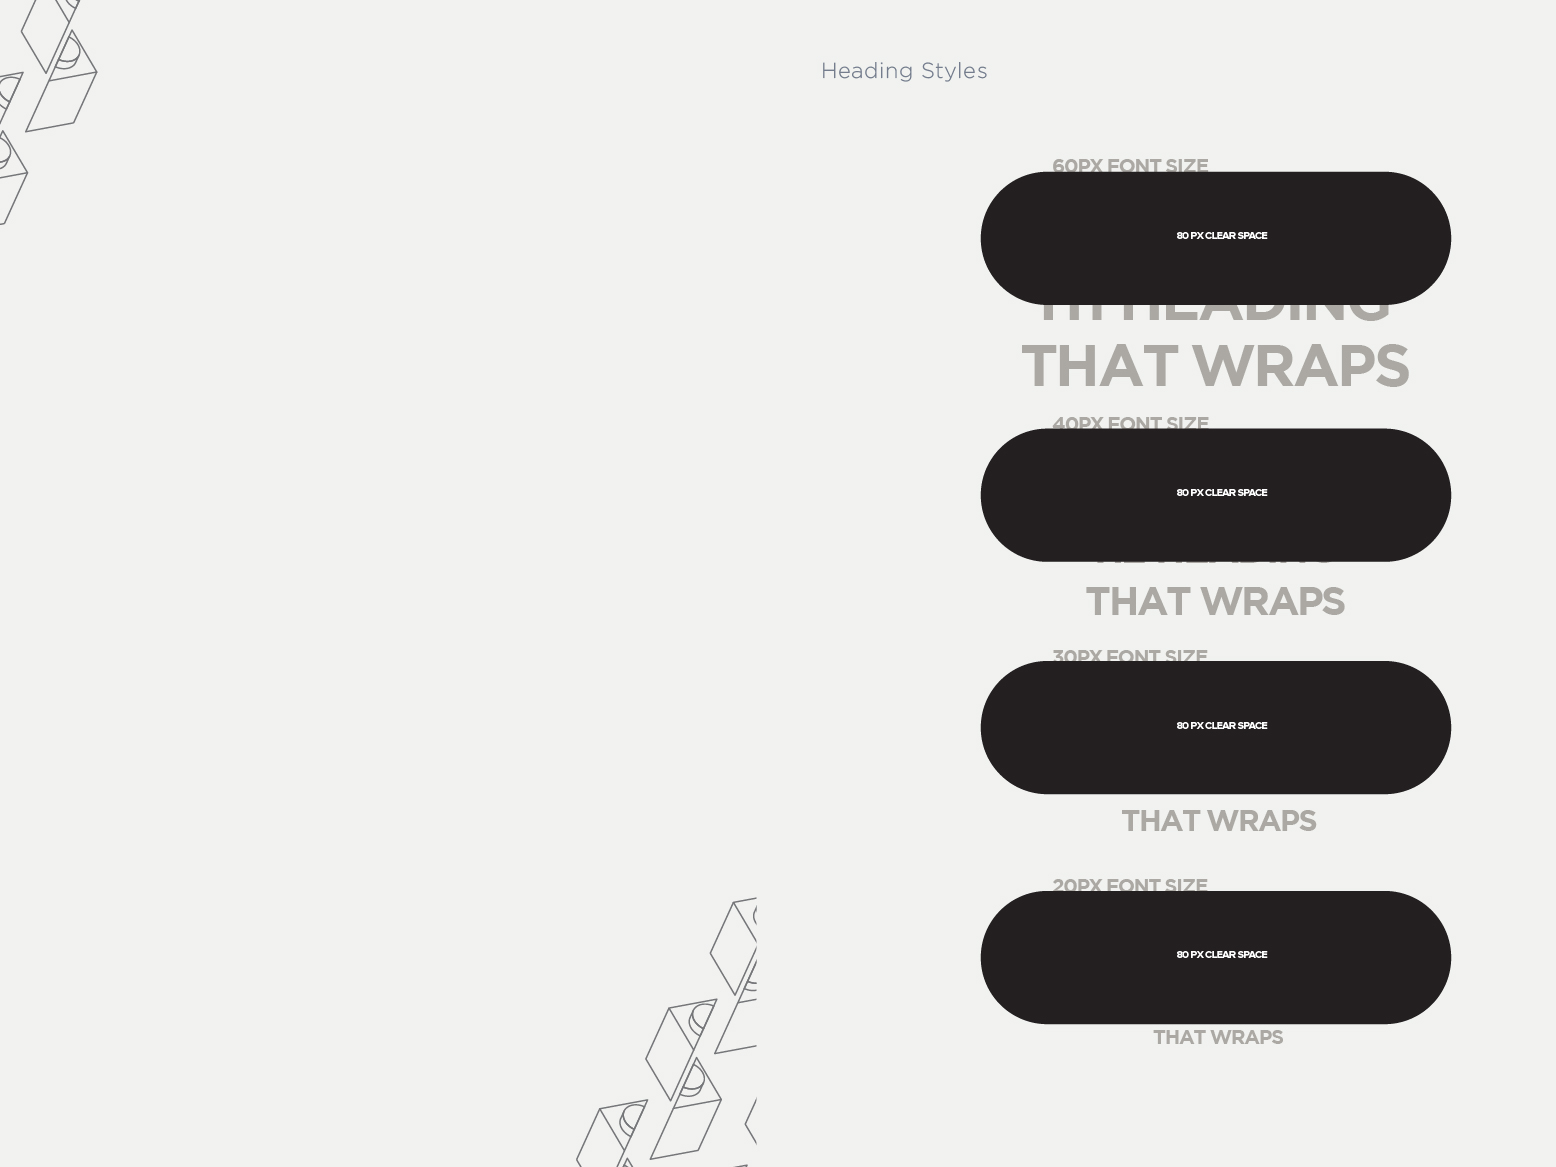 Heading Styles
60PX FONT SIZE
80 PX CLEAR SPACE
H1 HEADING
THAT WRAPS
40PX FONT SIZE
80 PX CLEAR SPACE
THAT WRAPS
30PX FONT SIZE
80 PX CLEAR SPACE
THAT WRAPS
20PX FONT SIZE
80 PX CLEAR SPACE
THAT WRAPS